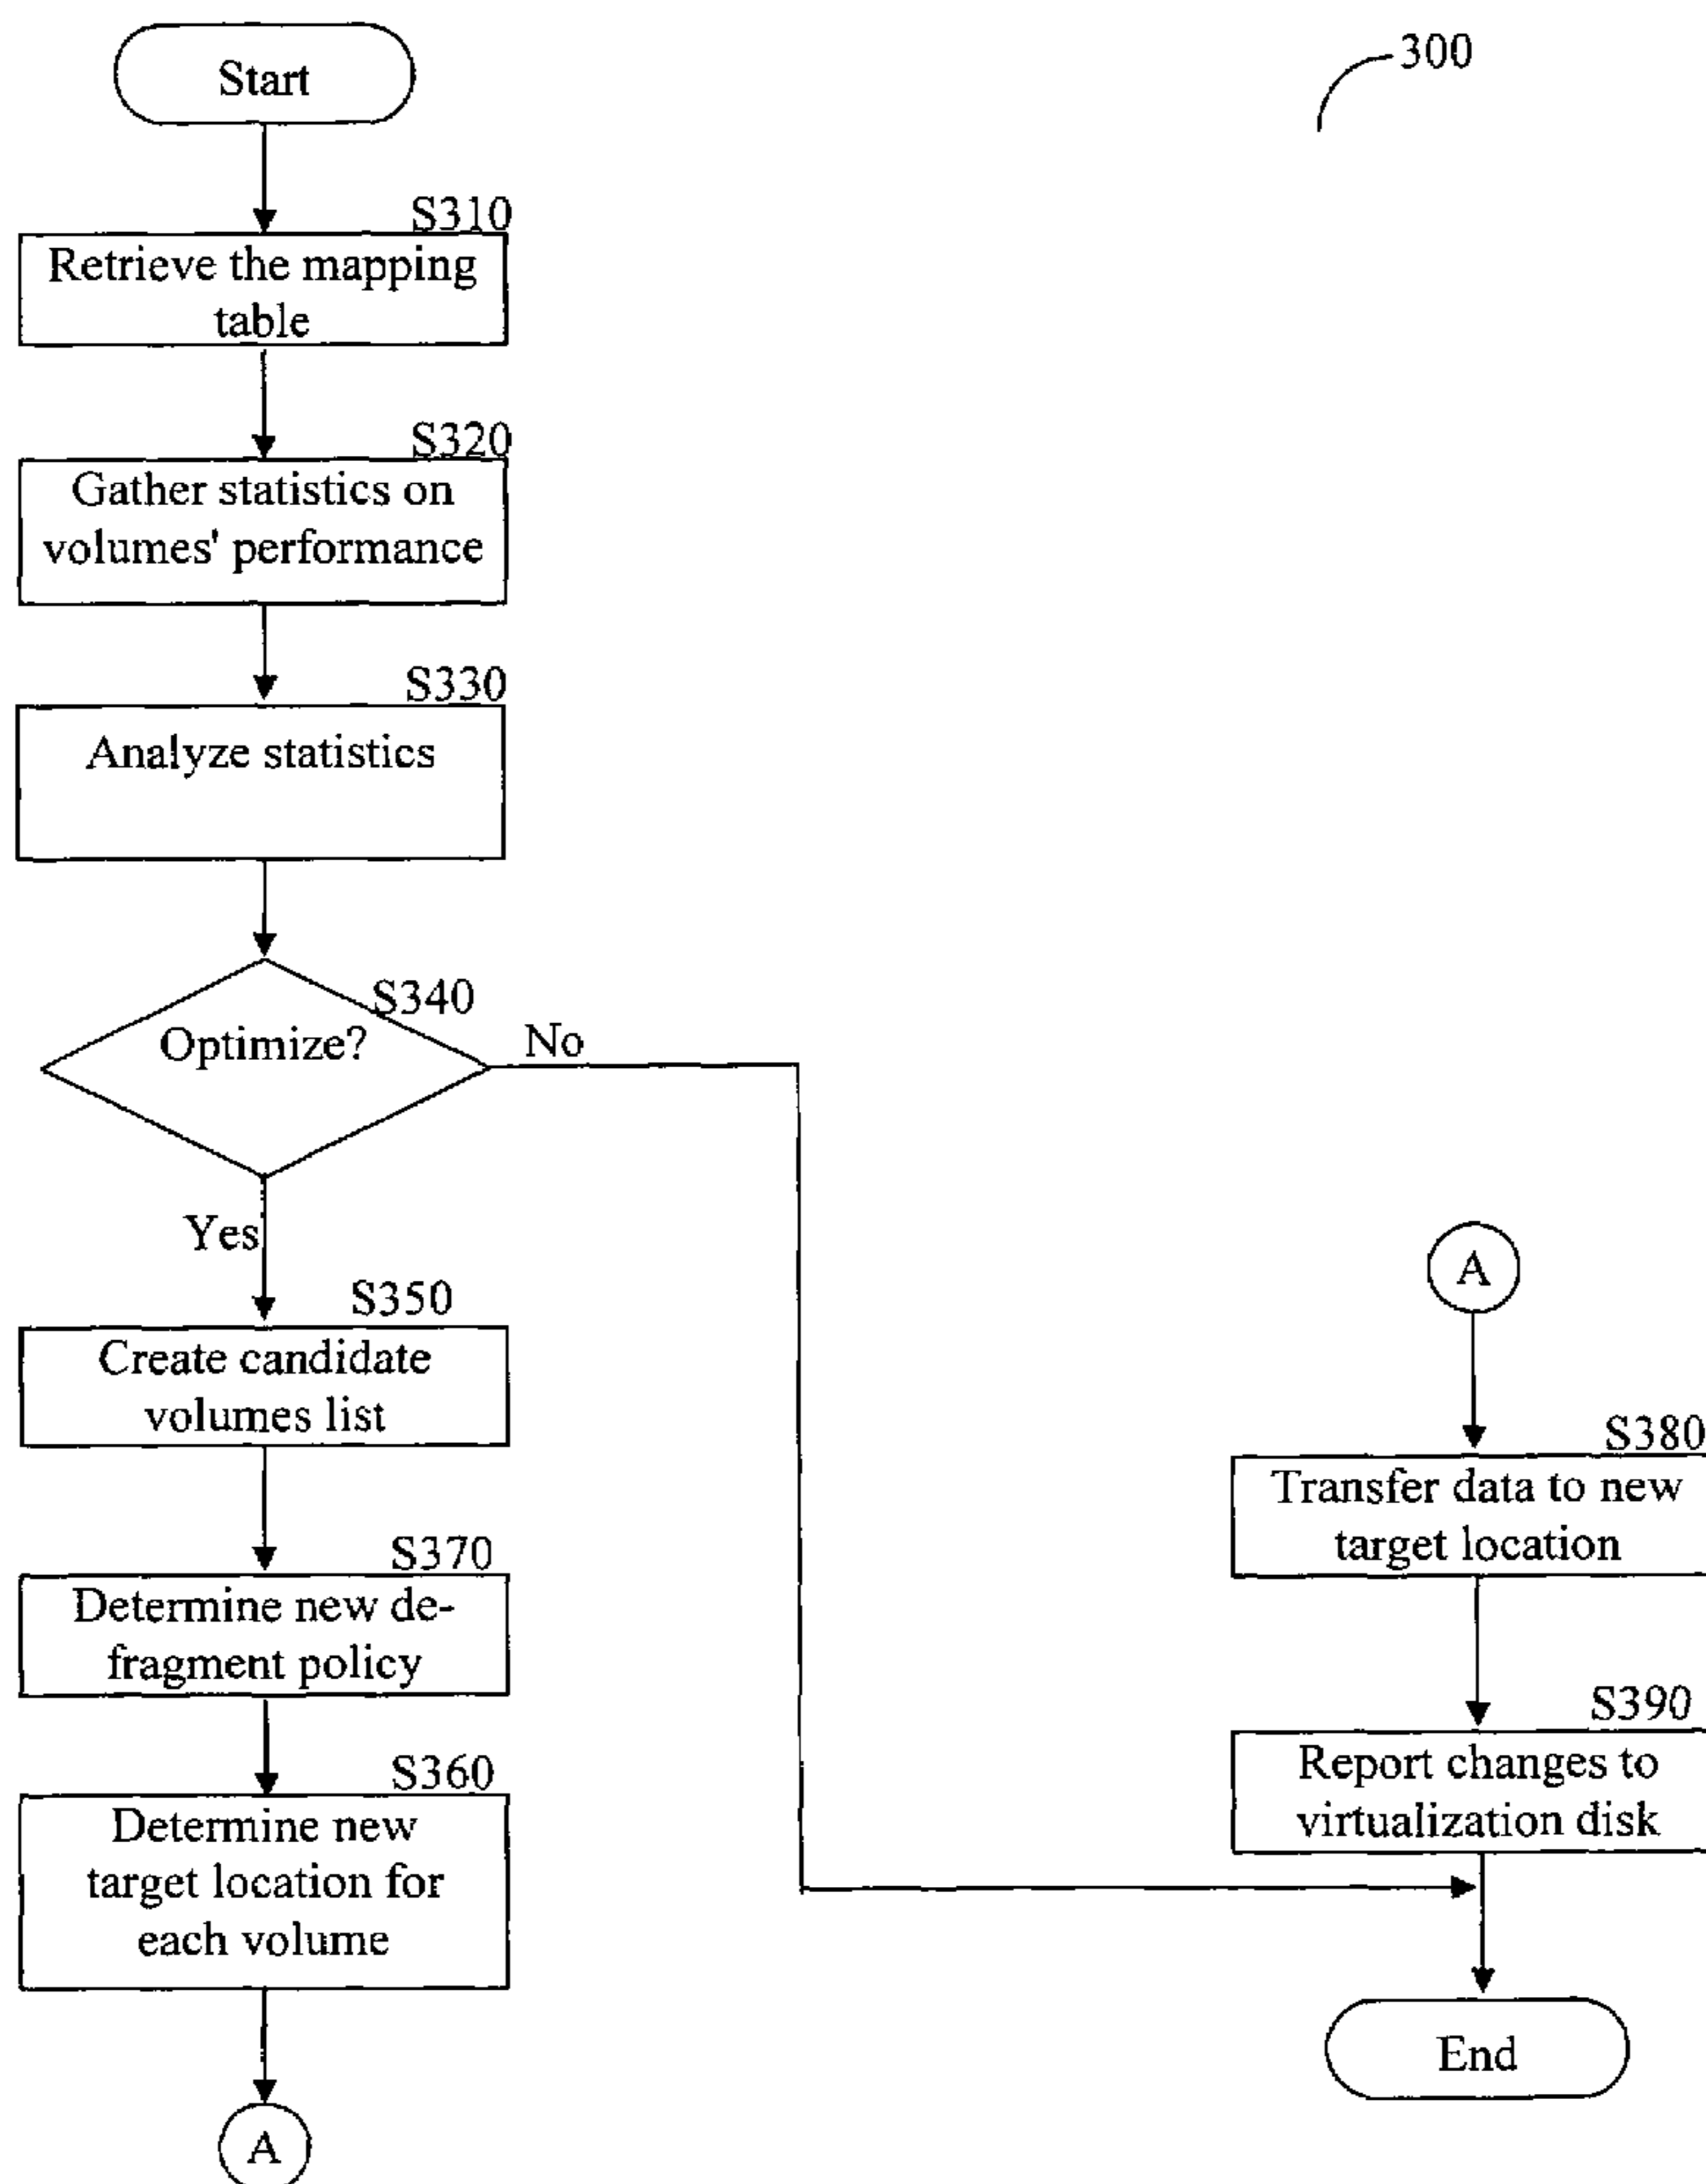 Start
300
S310
Retrieve the mapping
table
S320
Gather statistics on
volumes' performance
S330
Analyze statistics
S340
Optimize?
No
Yes
S350
Create candidate
volumes list
S370
Determine new de-
fragment policy
S360
Determine new
target location for
each volume
A
A
S380
Transfer data to new
target location
S390
Report changes to
virtualization disk
End